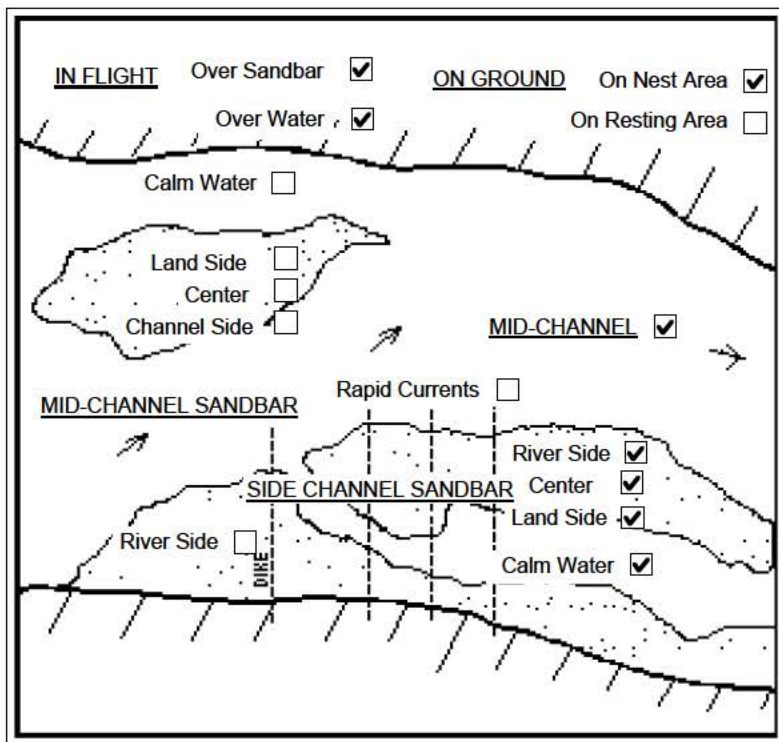 IN FLIGHT Over Sandbar ON GROUND On Nest Area
Over Water On Resting Area
Calm Water
Land Side
Center
Channel Side
MID-CHANNEL
Rapid Currents
MID-CHANNEL SANDBAR
River Side
SIDE CHANNEL SANDBAR Center
Land Side
River Side
DIKE
Calm Water